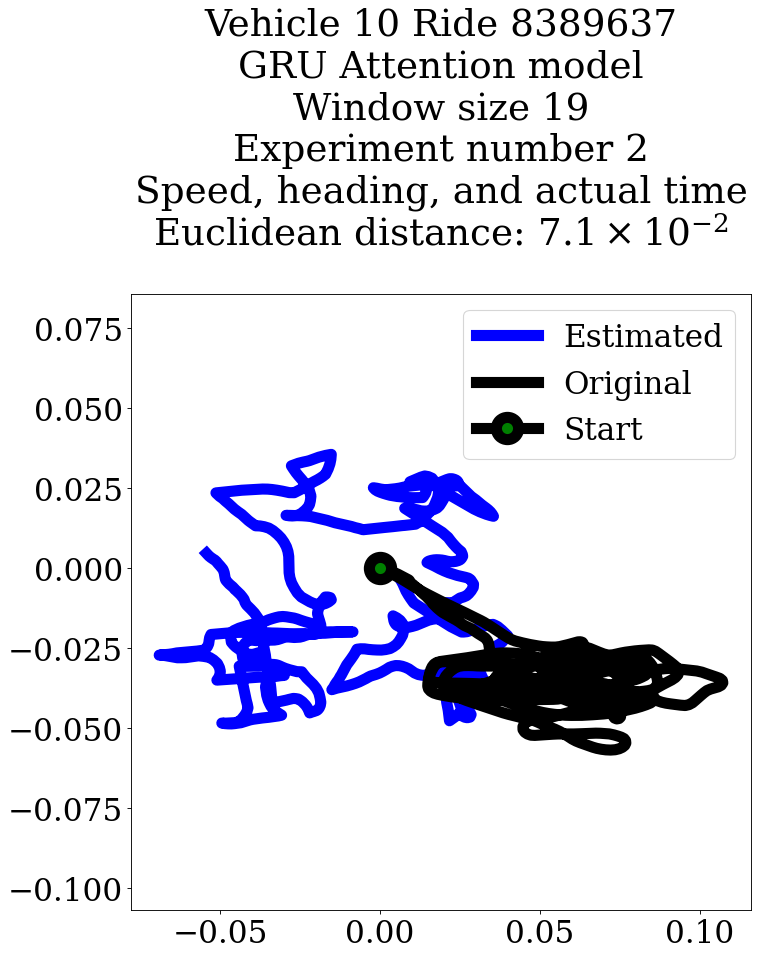 Vehicle 10 Ride 8389637
GRU Attention model
Window size 19
Experiment number 2
Speed, heading, and actual time
Euclidean distance: 7.1 × 10⁻²
Estimated
Original
Start
0.075
0.050
0.025
0.000
−0.025
−0.050
−0.075
−0.100
−0.05 0.00 0.05 0.10